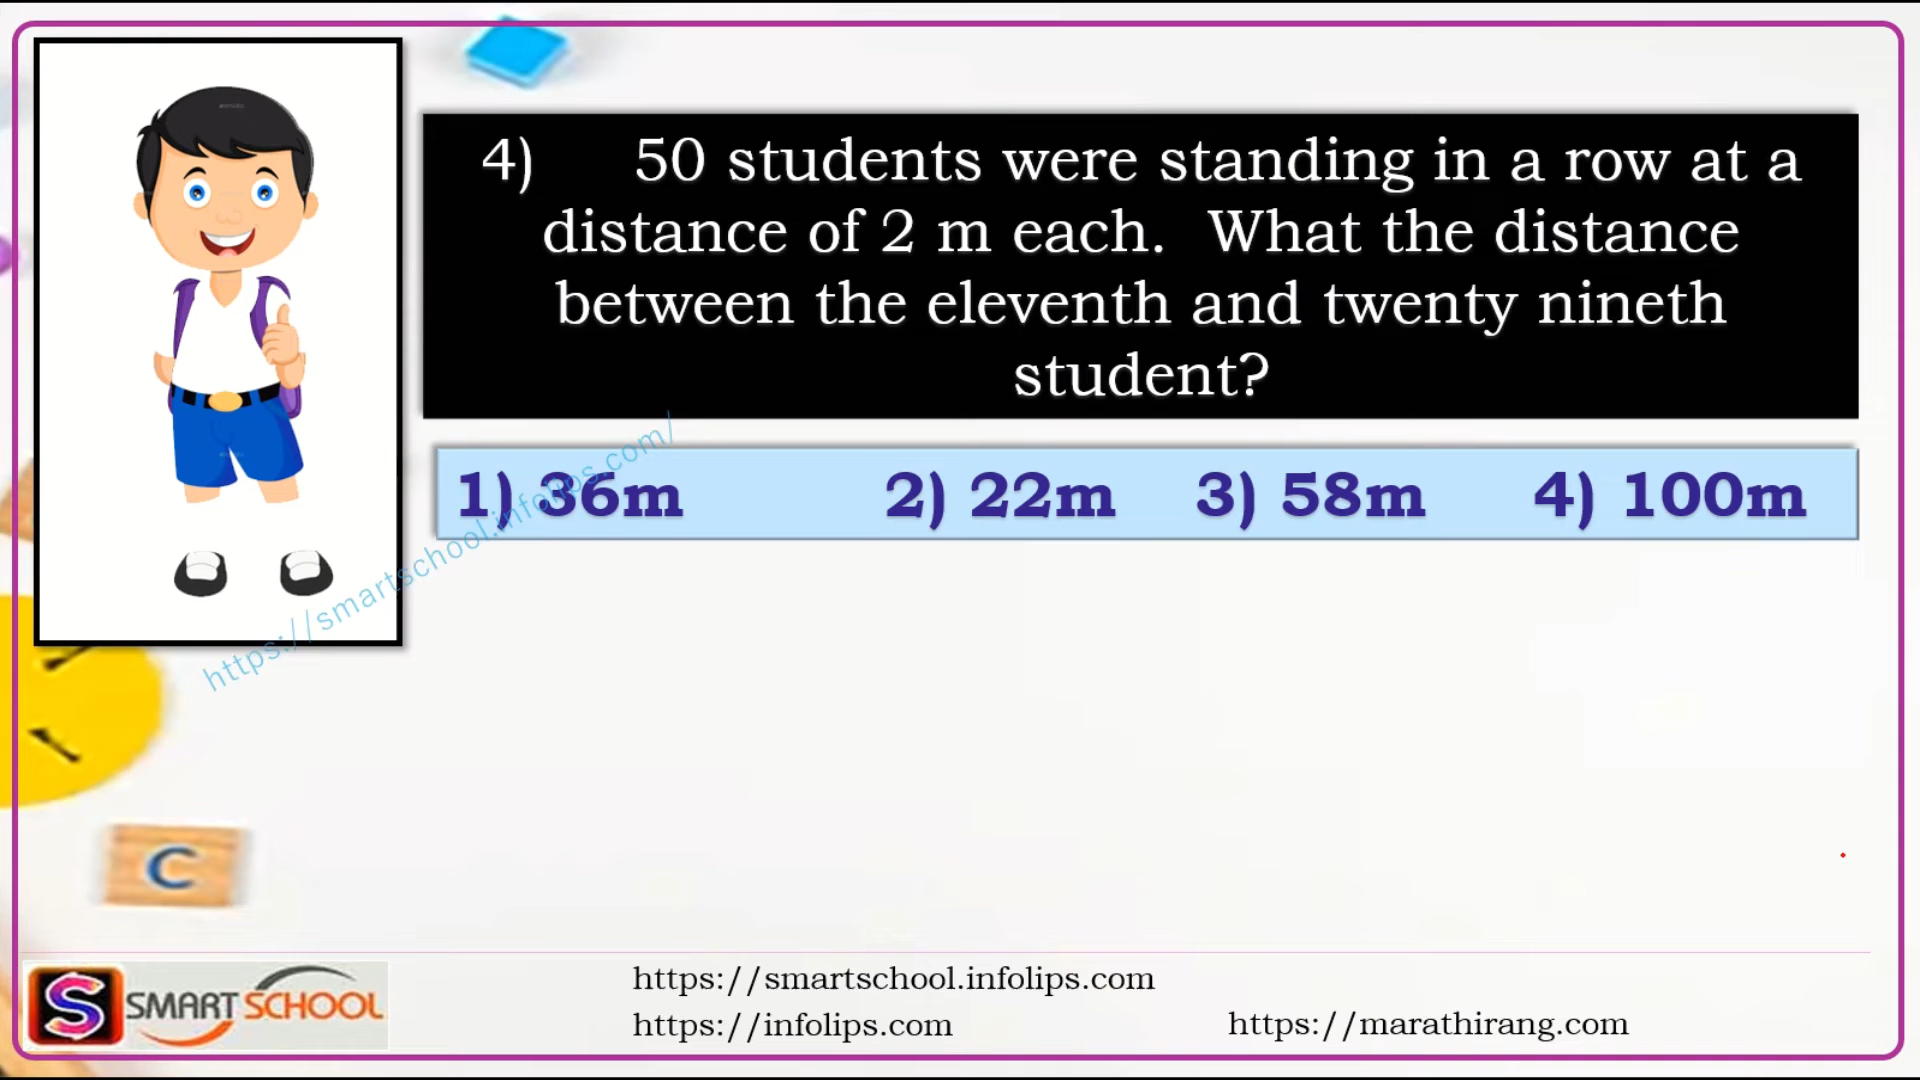 4) 50 students were standing in a row at a
distance of 2 m each. What the distance
between the eleventh and twenty nineth
student?
1) 36m 2) 22m 3) 58m 4) 100m
https://smartschool.infolips.com/
C
S SMART SCHOOL
https://smartschool.infolips.com
https://infolips.com
https://marathirang.com